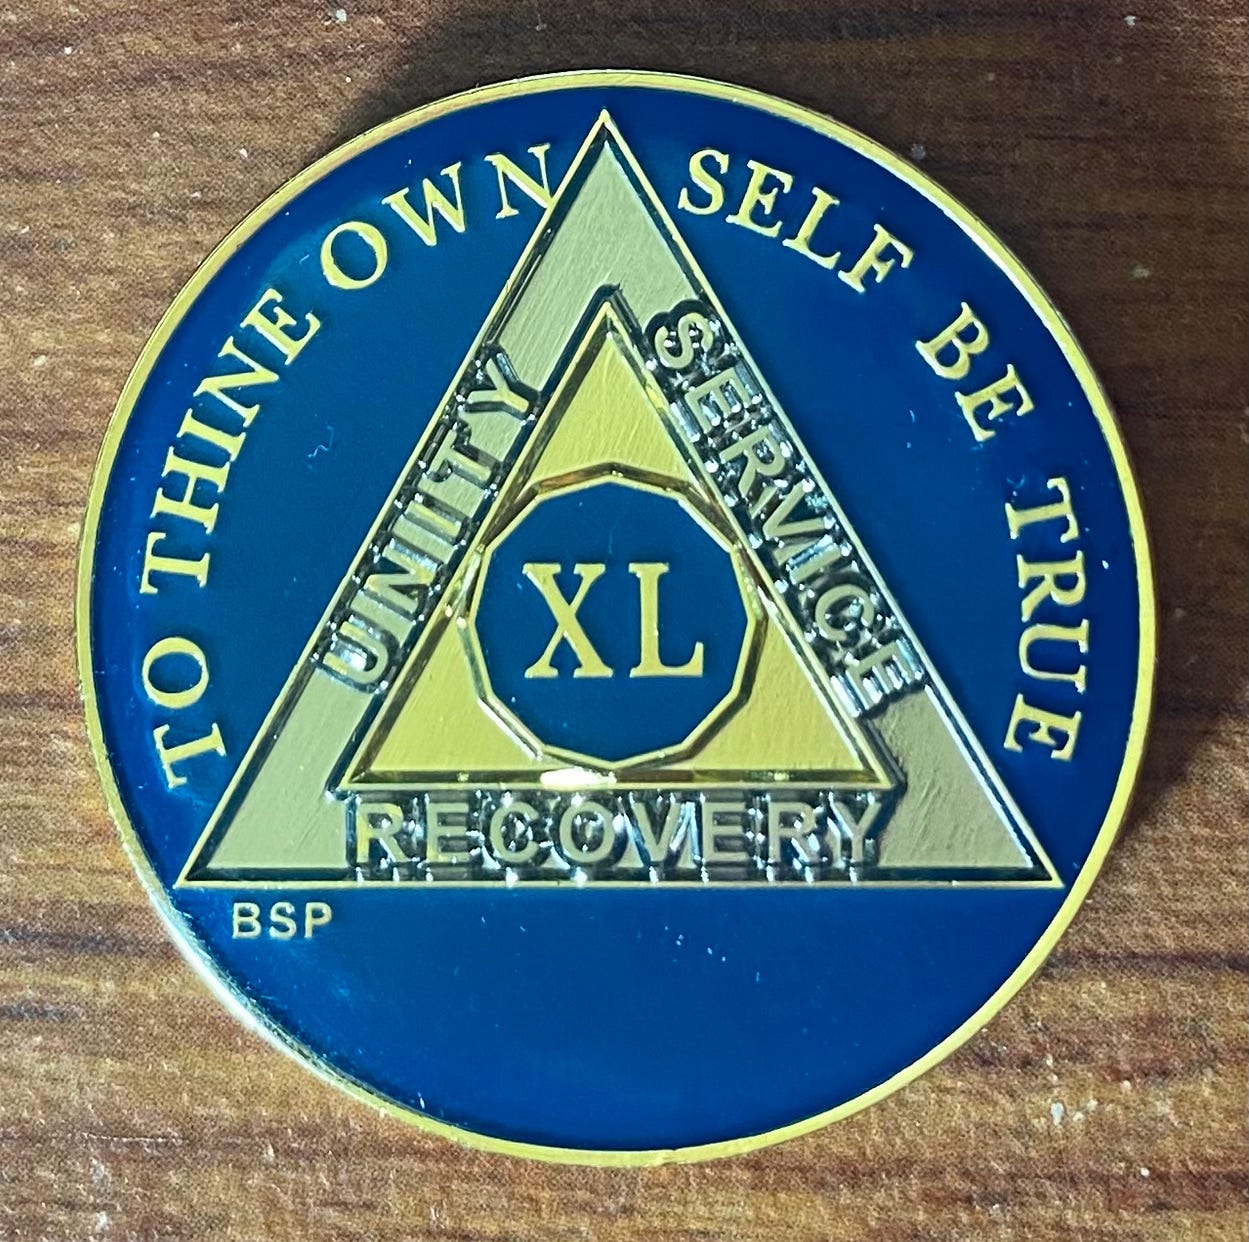 TO THINE OWN SELF BE TRUE
UNITY
SERVICE
XL
RECOVERY
BSP